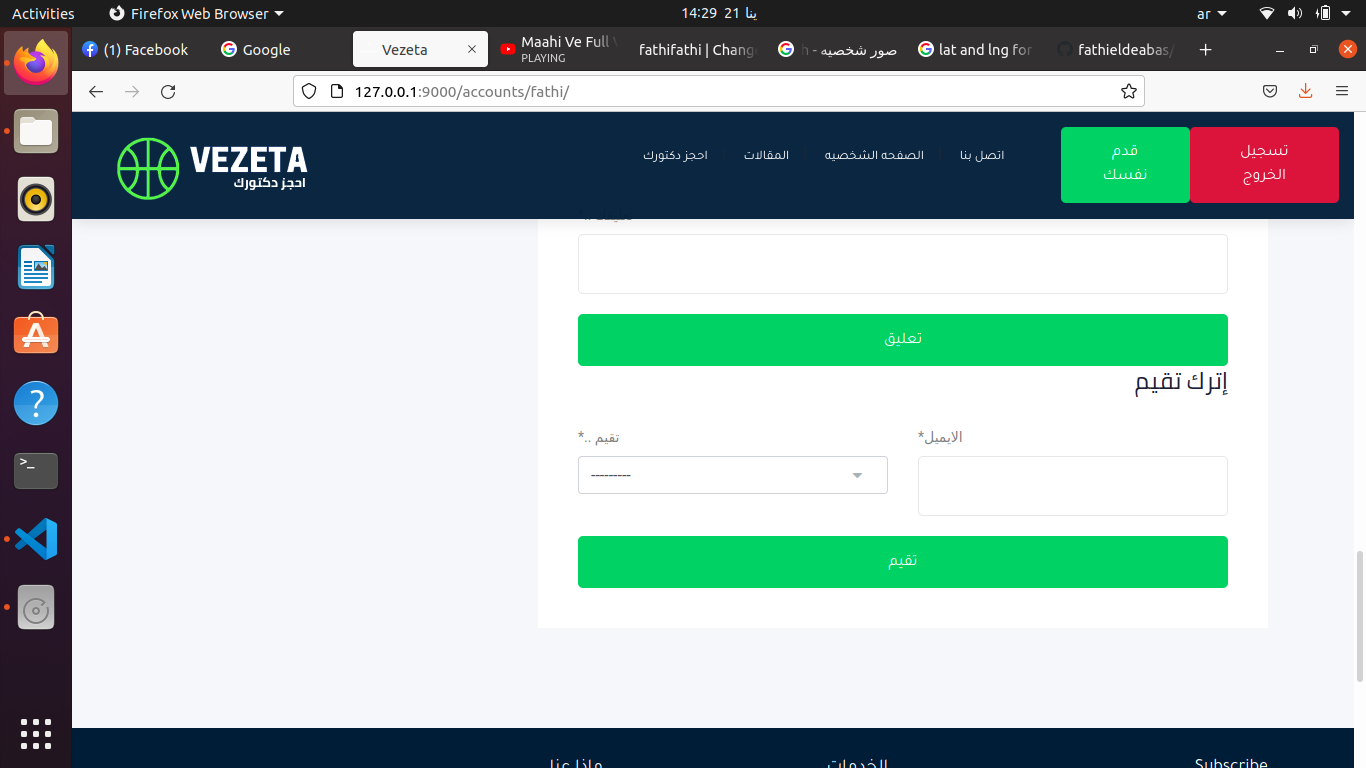 Activities
Firefox Web Browser
14:29 21 ينا
ar
(1) Facebook
Google
Vezeta
Maahi Ve Full
PLAYING
fathifathi | Chang
صور شخصيه - h
lat and lng for
fathieldeabas/
127.0.0.1:9000/accounts/fathi/
VEZETA
احجز دكتورك
احجز دكتورك
المقالات
الصفحه الشخصيه
اتصل بنا
قدم نفسك
تسجيل الخروج
تعليق
إترك تقيم
الايميل*
تقيم ..*
---------
تقيم
Subscribe
الخدمات
ماذا عنا